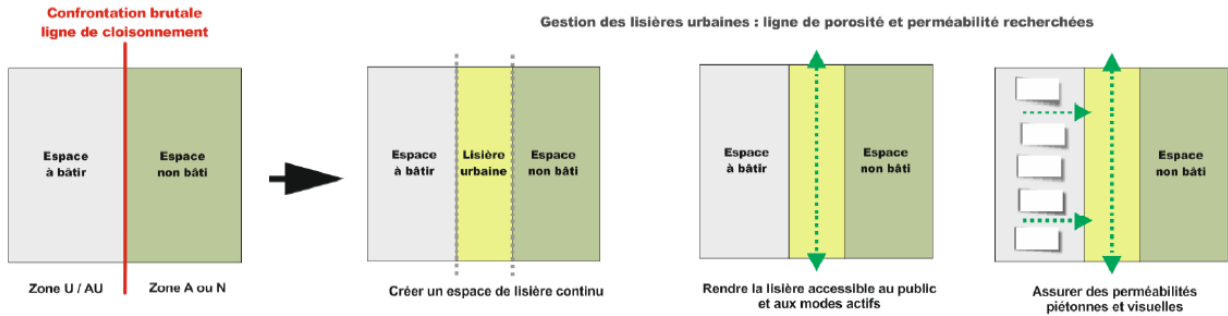 Confrontation brutale
ligne de cloisonnement
Gestion des lisières urbaines : ligne de porosité et perméabilité recherchées
Espace
à bâtir
Espace
non bâti
Zone U / AU
Zone A ou N
Espace
à bâtir
Lisière
urbaine
Espace
non bâti
Créer un espace de lisière continu
Espace
à bâtir
Espace
non bâti
Rendre la lisière accessible au public
et aux modes actifs
Espace
non bâti
Assurer des perméabilités
piétonnes et visuelles